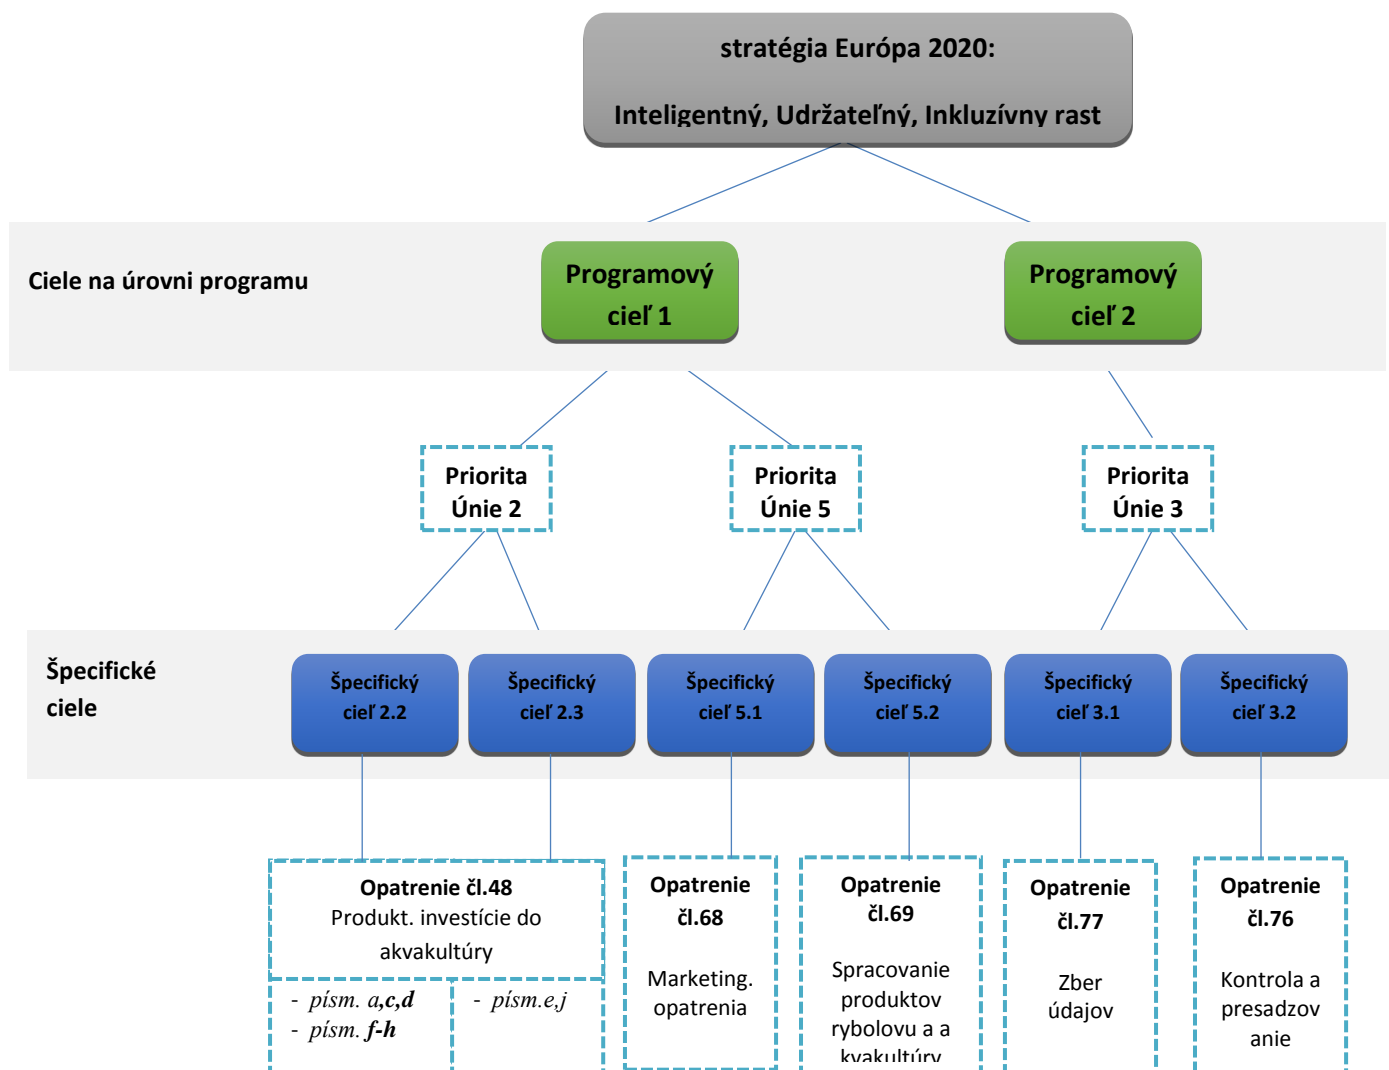 stratégia Európa 2020:
Inteligentný, Udržateľný, Inkluzívny rast
Ciele na úrovni programu
Programový
cieľ 1
Programový
cieľ 2
Priorita
Únie 2
Priorita
Únie 5
Priorita
Únie 3
Špecifické
ciele
Špecifický
cieľ 2.2
Špecifický
cieľ 2.3
Špecifický
cieľ 5.1
Špecifický
cieľ 5.2
Špecifický
cieľ 3.1
Špecifický
cieľ 3.2
Opatrenie čl.48
Produkt. investície do
akvakultúry
- písm. a,c,d
- písm. f-h
- písm.e,j
Opatrenie
čl.68
Marketing.
opatrenia
Opatrenie
čl.69
Spracovanie
produktov
rybolovu a a
kvakultúry
Opatrenie
čl.77
Zber
údajov
Opatrenie
čl.76
Kontrola a
presadzov
anie